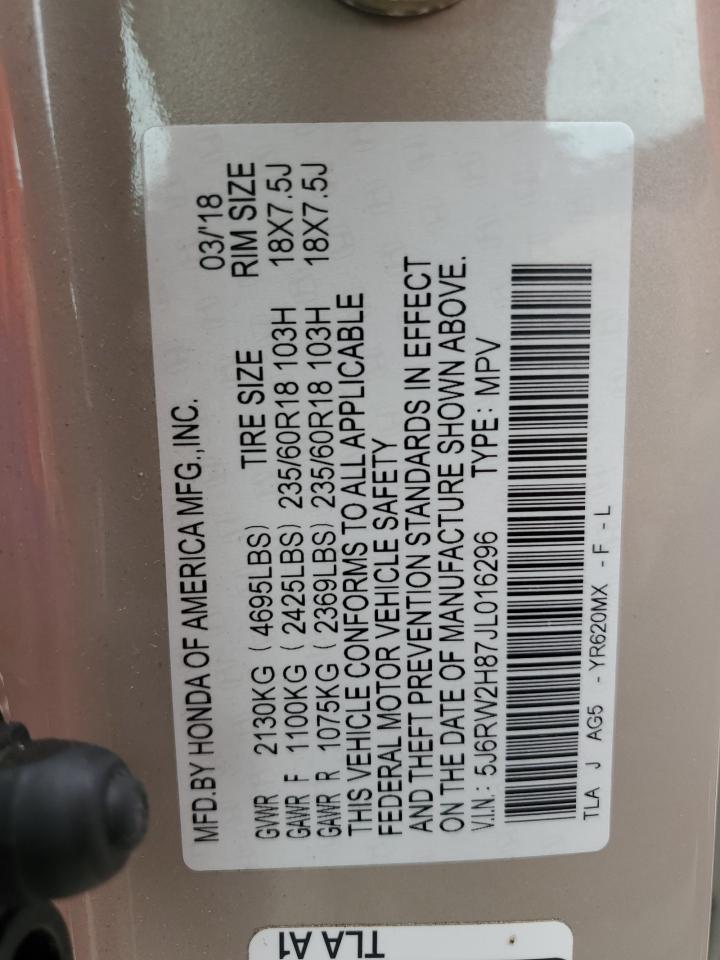 MFD.BY HONDA OF AMERICA MFG.,INC.
03/'18
GVWR 2130KG ( 4695LBS) TIRE SIZE RIM SIZE
GAWR F 1100KG ( 2425LBS) 235/60R18 103H 18X7.5J
GAWR R 1075KG ( 2369LBS) 235/60R18 103H 18X7.5J
THIS VEHICLE CONFORMS TO ALL APPLICABLE
FEDERAL MOTOR VEHICLE SAFETY
AND THEFT PREVENTION STANDARDS IN EFFECT
ON THE DATE OF MANUFACTURE SHOWN ABOVE.
V.I.N.: 5J6RW2H87JL016296 TYPE: MPV
TLA J AG5 - YR620MX - F - L
TLA A1